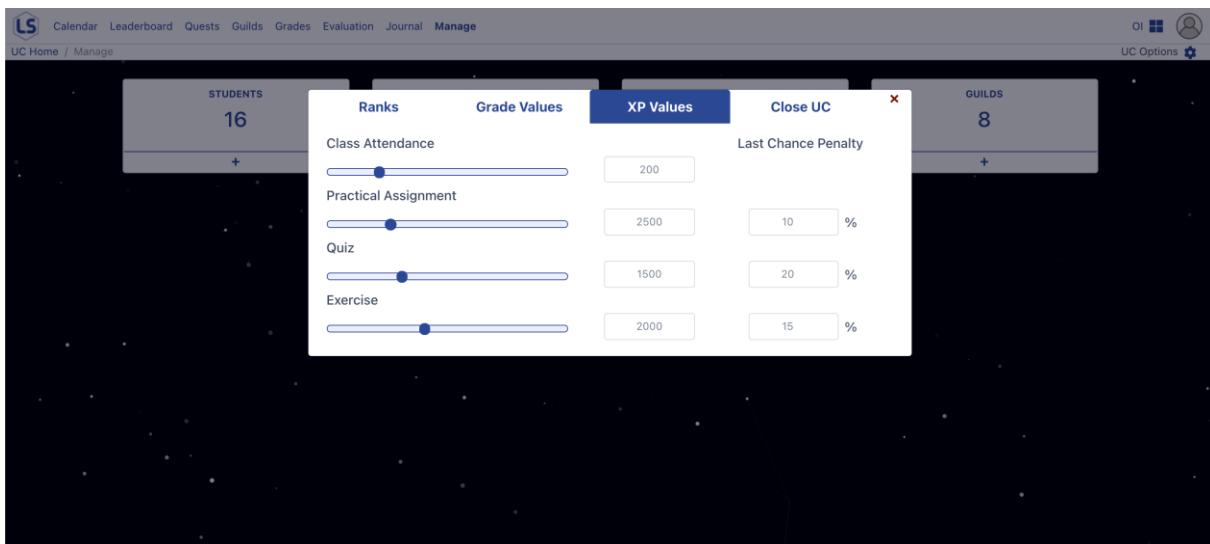 LS Calendar Leaderboard Quests Guilds Grades Evaluation Journal Manage OI
UC Home / Manage UC Options
STUDENTS GUILDS
16 8
+ +
Ranks Grade Values XP Values Close UC ×
Class Attendance Last Chance Penalty
200
Practical Assignment
2500 10 %
Quiz
1500 20 %
Exercise
2000 15 %